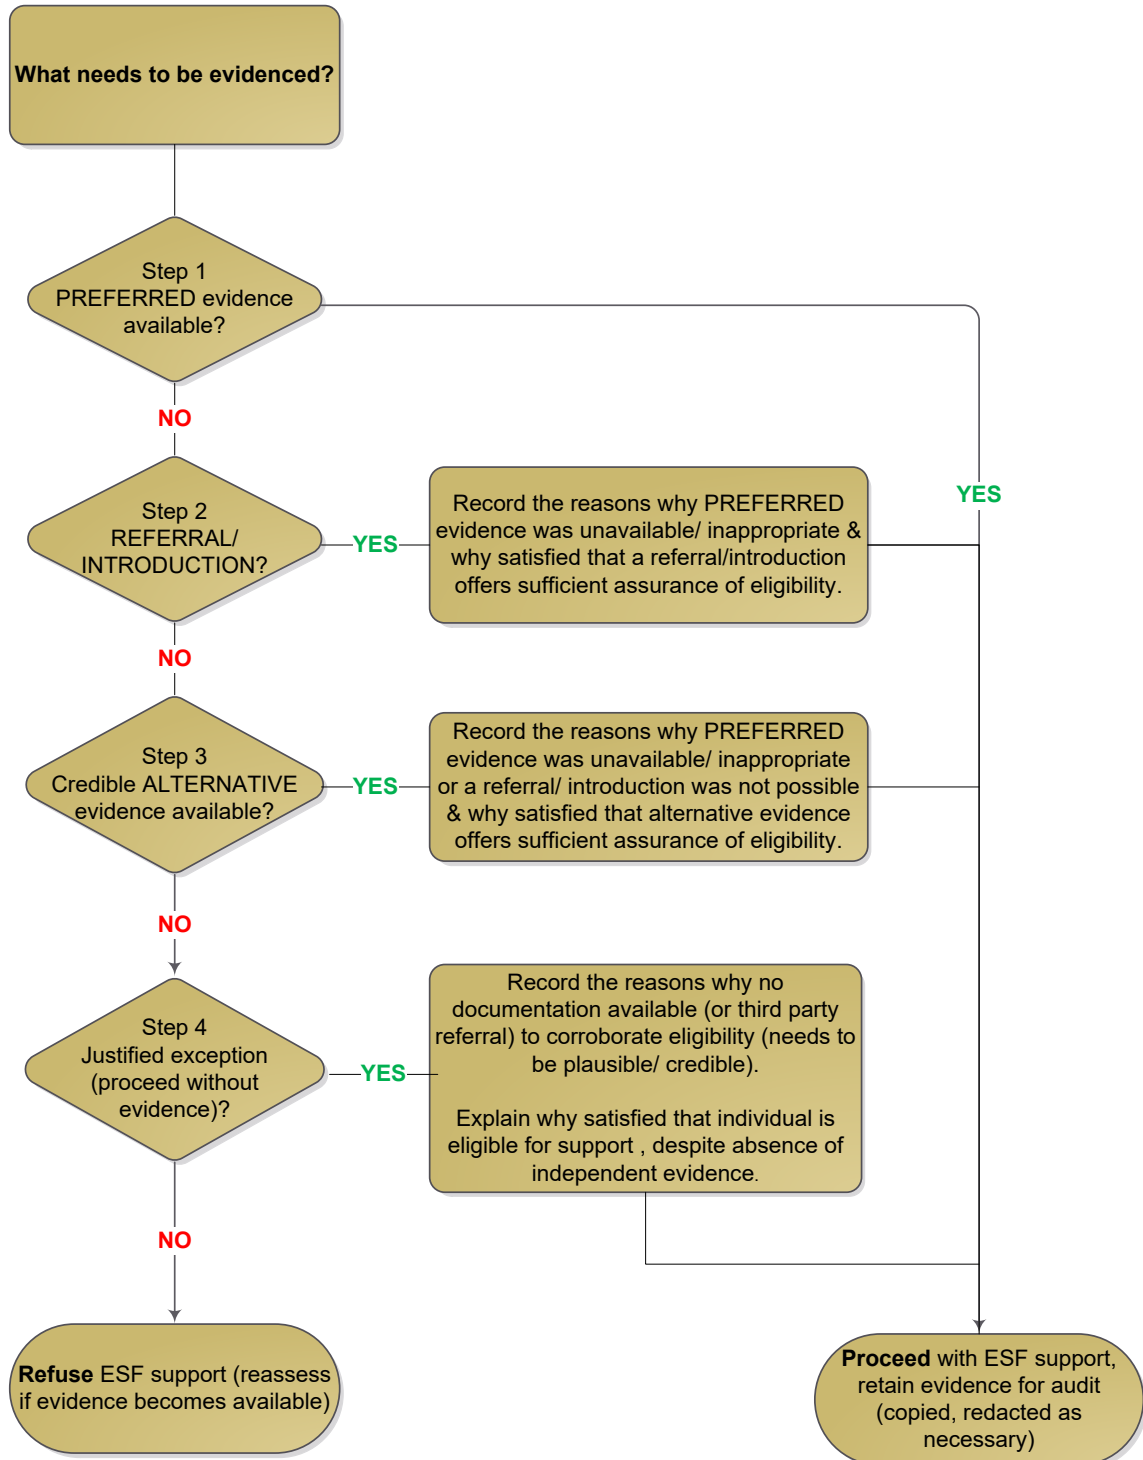 What needs to be evidenced?
Step 1
PREFERRED evidence
available?
NO
YES
Step 2
REFERRAL/
INTRODUCTION?
YES
Record the reasons why PREFERRED
evidence was unavailable/ inappropriate &
why satisfied that a referral/introduction
offers sufficient assurance of eligibility.
NO
Step 3
Credible ALTERNATIVE
evidence available?
YES
Record the reasons why PREFERRED
evidence was unavailable/ inappropriate
or a referral/ introduction was not possible
& why satisfied that alternative evidence
offers sufficient assurance of eligibility.
NO
Step 4
Justified exception
(proceed without
evidence)?
YES
Record the reasons why no
documentation available (or third party
referral) to corroborate eligibility (needs to
be plausible/ credible).
Explain why satisfied that individual is
eligible for support , despite absence of
independent evidence.
NO
Refuse ESF support (reassess
if evidence becomes available)
Proceed with ESF support,
retain evidence for audit
(copied, redacted as
necessary)